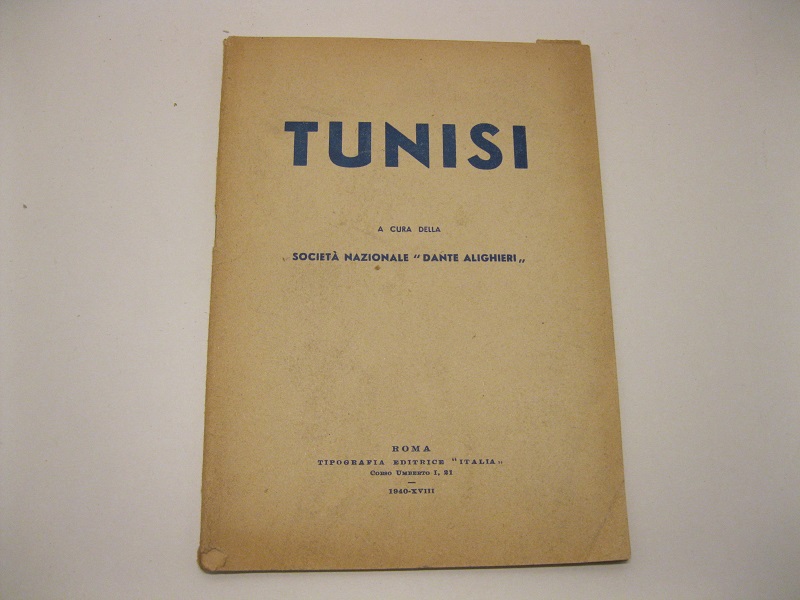 TUNISI
A CURA DELLA
SOCIETÀ NAZIONALE "DANTE ALIGHIERI„
ROMA
TIPOGRAFIA EDITRICE "ITALIA„
Corso Umberto I, 21
1940-XVIII